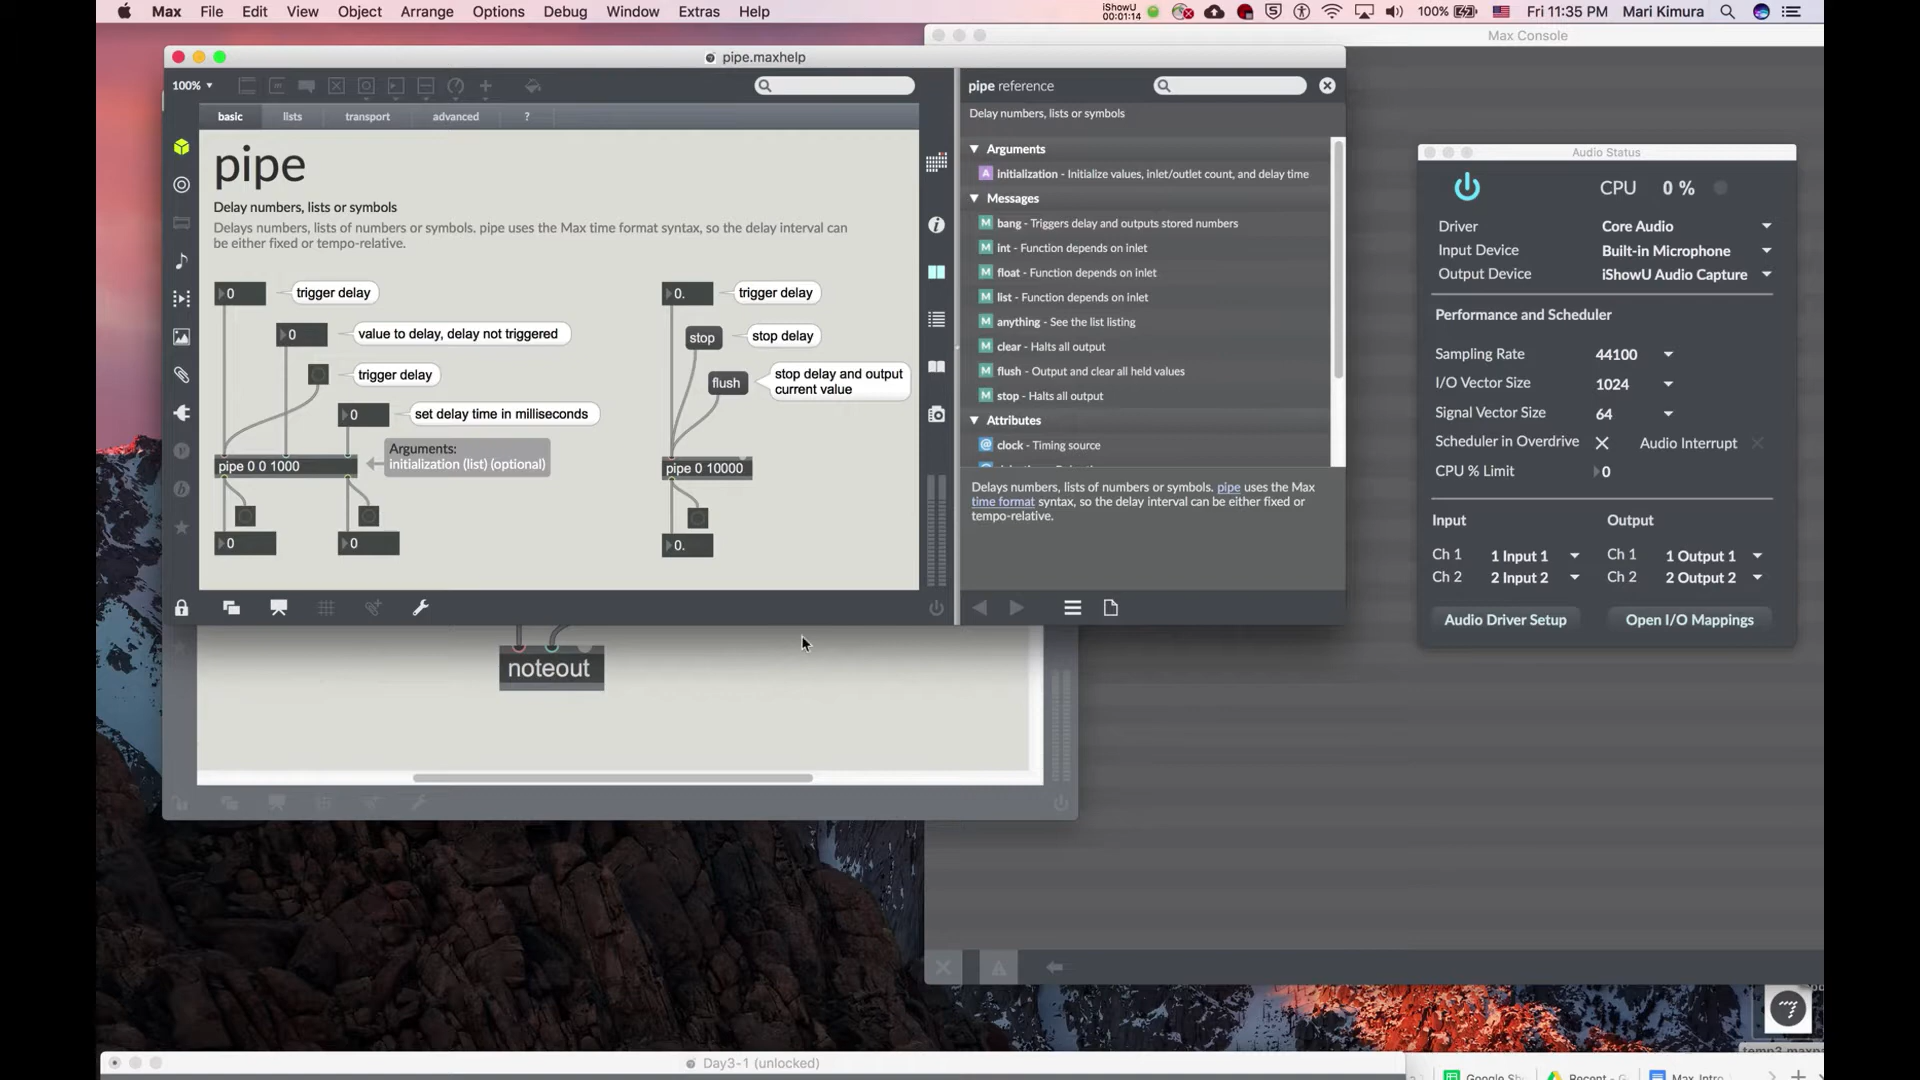 Max File Edit View Object Arrange Options Debug Window Extras Help
iShowU
00:01:14
100% Fri 11:35 PM Mari Kimura
Max Console
pipe.maxhelp
100%
basic lists transport advanced ?
pipe
Delay numbers, lists or symbols
Delays numbers, lists of numbers or symbols. pipe uses the Max time format syntax, so the delay interval can
be either fixed or tempo-relative.
0 trigger delay
0 value to delay, delay not triggered
trigger delay
0 set delay time in milliseconds
pipe 0 0 1000
Arguments:
initialization (list) (optional)
0 0
0. trigger delay
stop stop delay
flush
stop delay and output
current value
pipe 0 10000
0.
pipe reference
Delay numbers, lists or symbols
Arguments
A initialization - Initialize values, inlet/outlet count, and delay time
Messages
M bang - Triggers delay and outputs stored numbers
M int - Function depends on inlet
M float - Function depends on inlet
M list - Function depends on inlet
M anything - See the list listing
M clear - Halts all output
M flush - Output and clear all held values
M stop - Halts all output
Attributes
@ clock - Timing source
Delays numbers, lists of numbers or symbols. pipe uses the Max
time format syntax, so the delay interval can be either fixed or
tempo-relative.
Audio Status
CPU 0 %
Driver Core Audio
Input Device Built-in Microphone
Output Device iShowU Audio Capture
Performance and Scheduler
Sampling Rate 44100
I/O Vector Size 1024
Signal Vector Size 64
Scheduler in Overdrive Audio Interrupt
CPU % Limit 0
Input Output
Ch 1 1 Input 1 Ch 1 1 Output 1
Ch 2 2 Input 2 Ch 2 2 Output 2
Audio Driver Setup Open I/O Mappings
noteout
Day3-1 (unlocked)